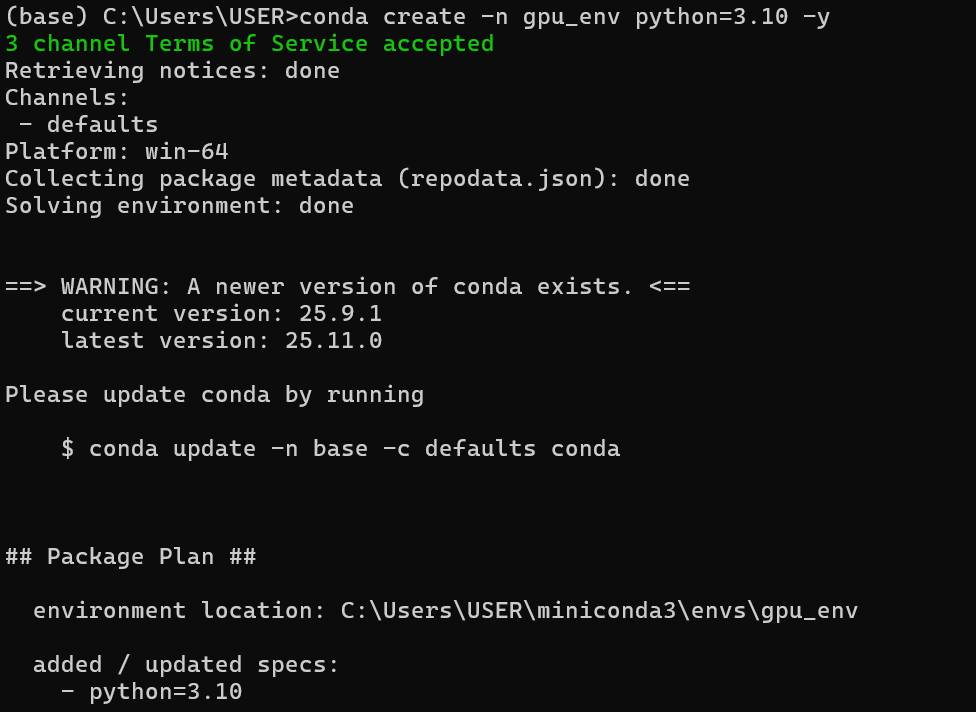 (base) C:\Users\USER>conda create -n gpu_env python=3.10 -y
3 channel Terms of Service accepted
Retrieving notices: done
Channels:
 - defaults
Platform: win-64
Collecting package metadata (repodata.json): done
Solving environment: done
==> WARNING: A newer version of conda exists. <==
    current version: 25.9.1
    latest version: 25.11.0
Please update conda by running
    $ conda update -n base -c defaults conda
## Package Plan ##
  environment location: C:\Users\USER\miniconda3\envs\gpu_env
  added / updated specs:
    - python=3.10